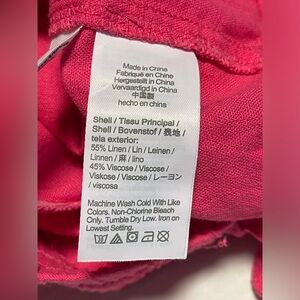 Made in China
Fabriqué en Chine
Hergestellt in China
Vervaardigd in China
中国製
hecho en china
Shell / Tissu Principal /
Shell / Bovenstof / 表地 /
tela exterior:
55% Linen / Lin / Leinen /
Linnen / 麻 / lino
45% Viscose / Viscose /
Viskose / Viscose / レーヨン
/ viscosa
Machine Wash Cold With Like
Colors. Non-Chlorine Bleach
Only. Tumble Dry Low. Iron on
Lowest Setting.